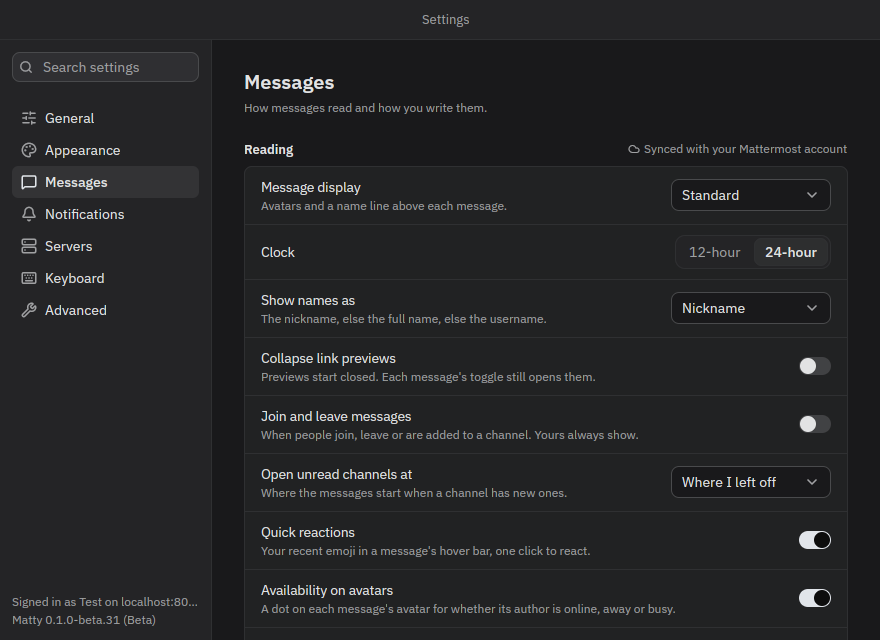 Settings
Search settings
General
Appearance
Messages
Notifications
Servers
Keyboard
Advanced
Signed in as Test on localhost:80…
Matty 0.1.0-beta.31 (Beta)
Messages
How messages read and how you write them.
Reading
Synced with your Mattermost account
Message display
Avatars and a name line above each message.
Standard
Clock
12-hour
24-hour
Show names as
The nickname, else the full name, else the username.
Nickname
Collapse link previews
Previews start closed. Each message's toggle still opens them.
Join and leave messages
When people join, leave or are added to a channel. Yours always show.
Open unread channels at
Where the messages start when a channel has new ones.
Where I left off
Quick reactions
Your recent emoji in a message's hover bar, one click to react.
Availability on avatars
A dot on each message's avatar for whether its author is online, away or busy.